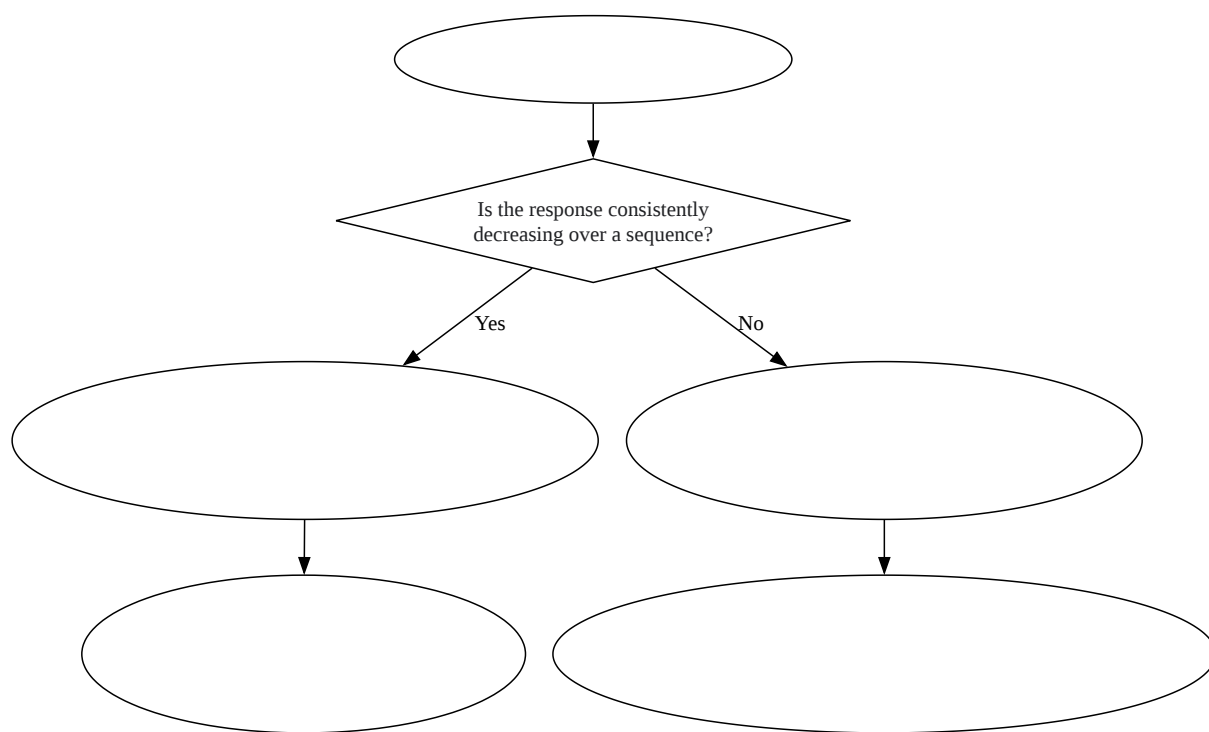 Is the response consistently
decreasing over a sequence?
Yes
No